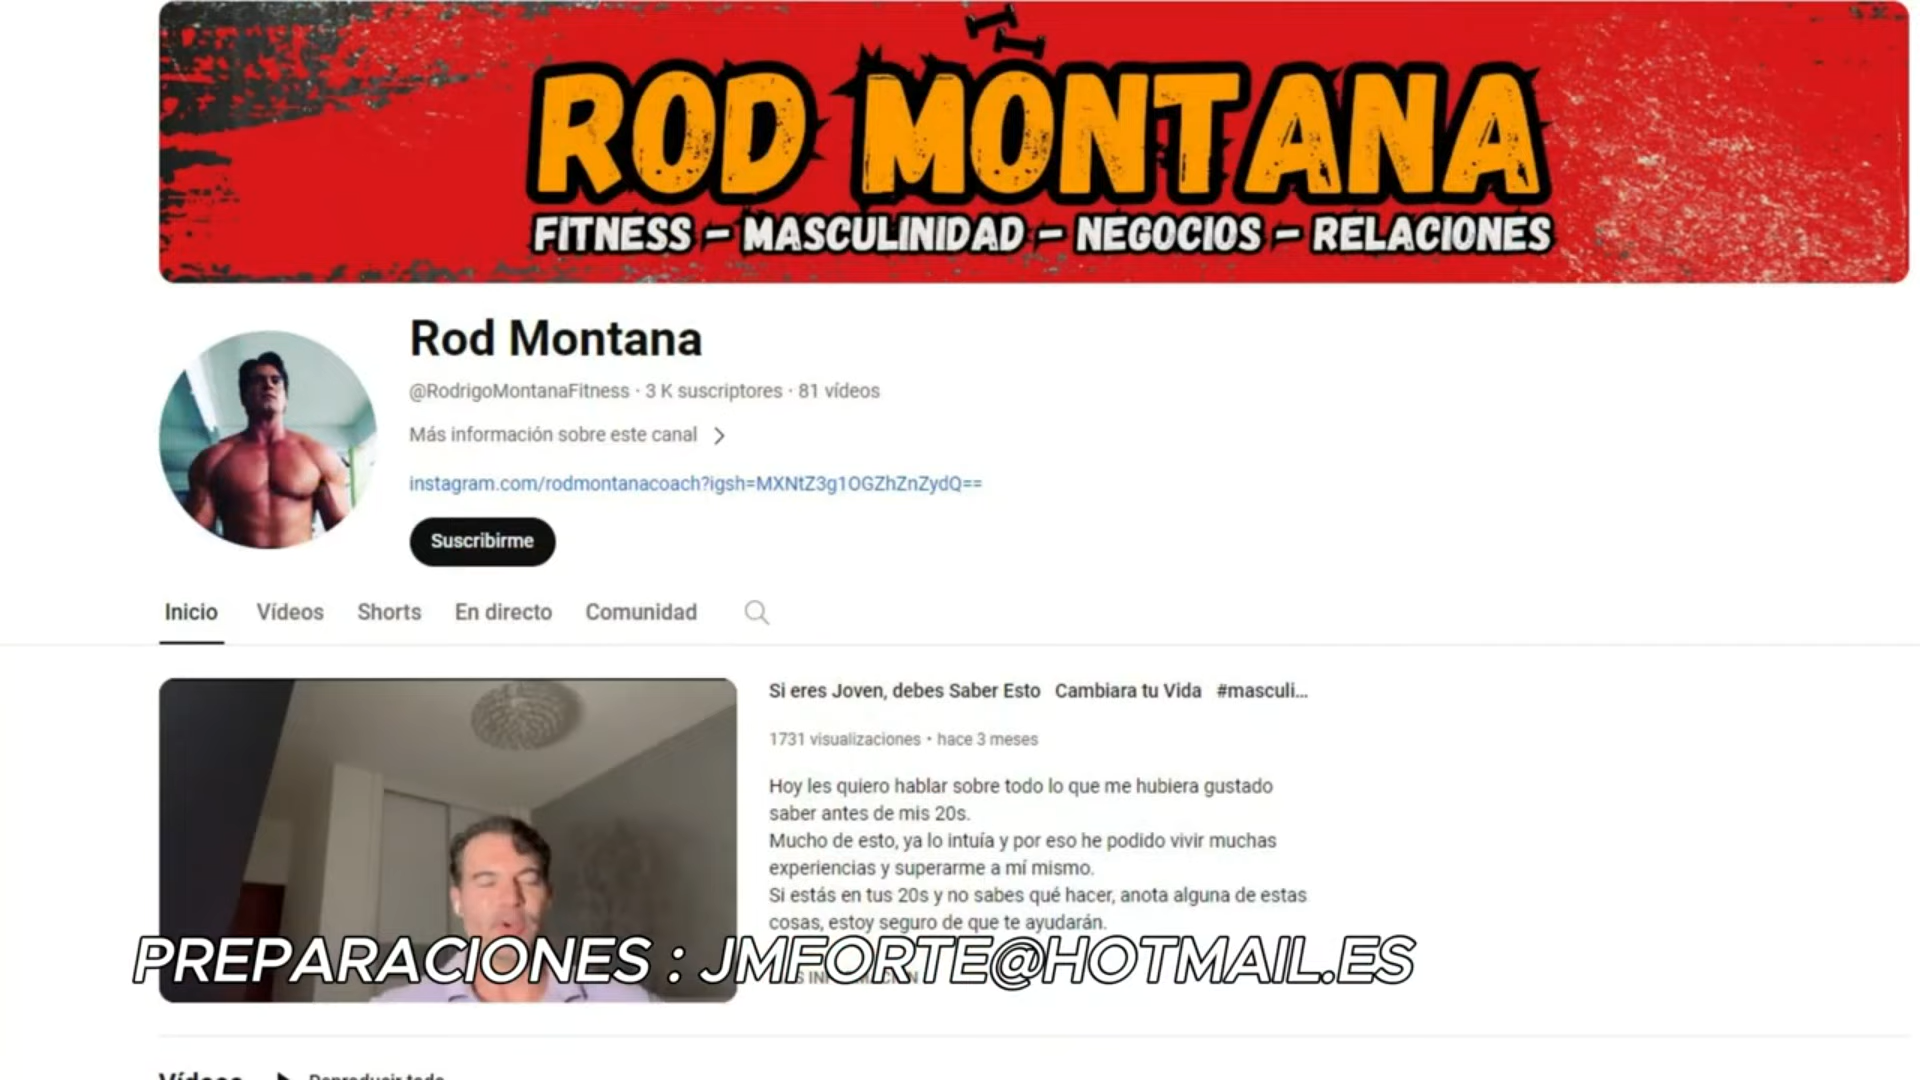 ROD MONTANA
FITNESS - MASCULINIDAD - NEGOCIOS - RELACIONES
Rod Montana
@RodrigoMontanaFitness · 3 K suscriptores · 81 vídeos
Más información sobre este canal
instagram.com/rodmontanacoach?igsh=MXNtZ3g1OGZhZnZydQ==
Suscribirme
Inicio Vídeos Shorts En directo Comunidad
Si eres Joven, debes Saber Esto Cambiara tu Vida #masculi...
1731 visualizaciones • hace 3 meses
Hoy les quiero hablar sobre todo lo que me hubiera gustado
saber antes de mis 20s.
Mucho de esto, ya lo intuía y por eso he podido vivir muchas
experiencias y superarme a mí mismo.
Si estás en tus 20s y no sabes qué hacer, anota alguna de estas
cosas, estoy seguro de que te ayudarán.
PREPARACIONES : JMFORTE@HOTMAIL.ES
Vídeos Reproducir todo